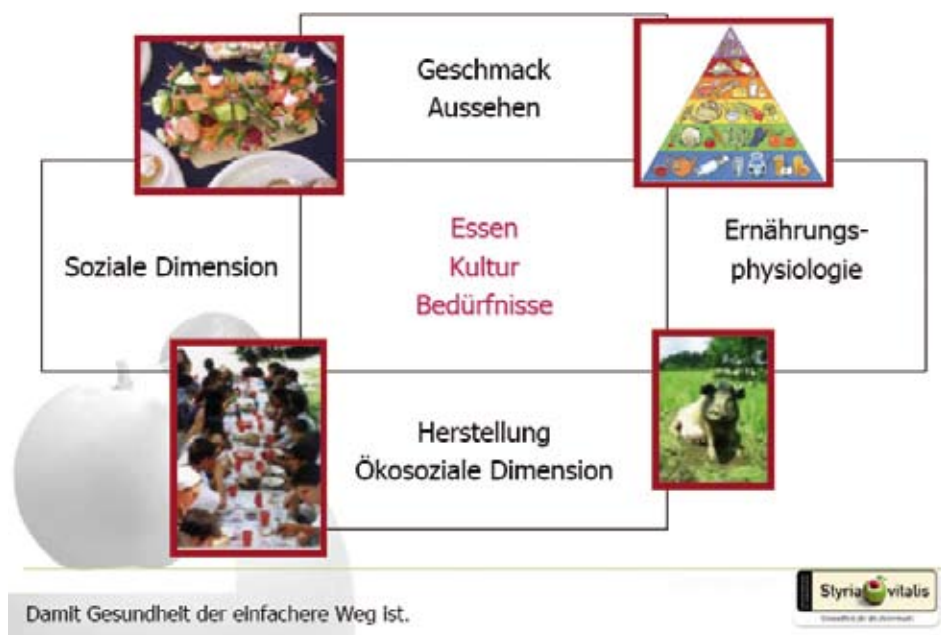 Geschmack
Aussehen
Soziale Dimension
Essen
Kultur
Bedürfnisse
Ernährungs-
physiologie
Herstellung
Ökosoziale Dimension
Damit Gesundheit der einfachere Weg ist.
Styria vitalis